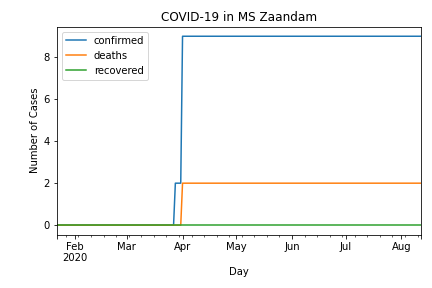 COVID-19 in MS Zaandam
confirmed
deaths
recovered
Number of Cases
8
6
4
2
0
Feb Mar Apr May Jun Jul Aug
2020
Day